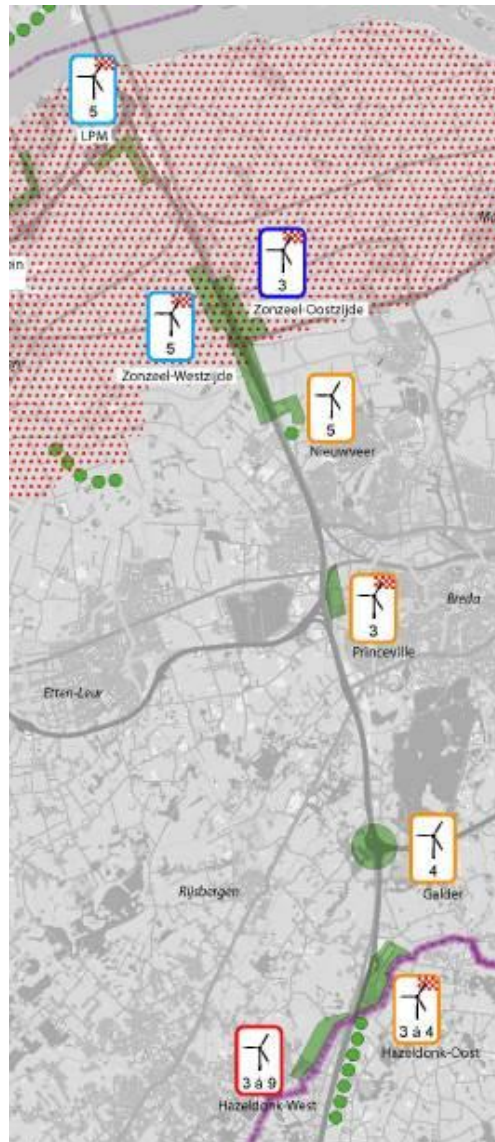 5
LPM
3
Zonzeel-Oostzijde
5
Zonzeel-Westzijde
5
Nieuwveer
3
Princeville
Breda
Etten-Leur
4
Galder
Rijsbergen
3 à 4
Hazeldonk-Oost
3 à 9
Hazeldonk-West